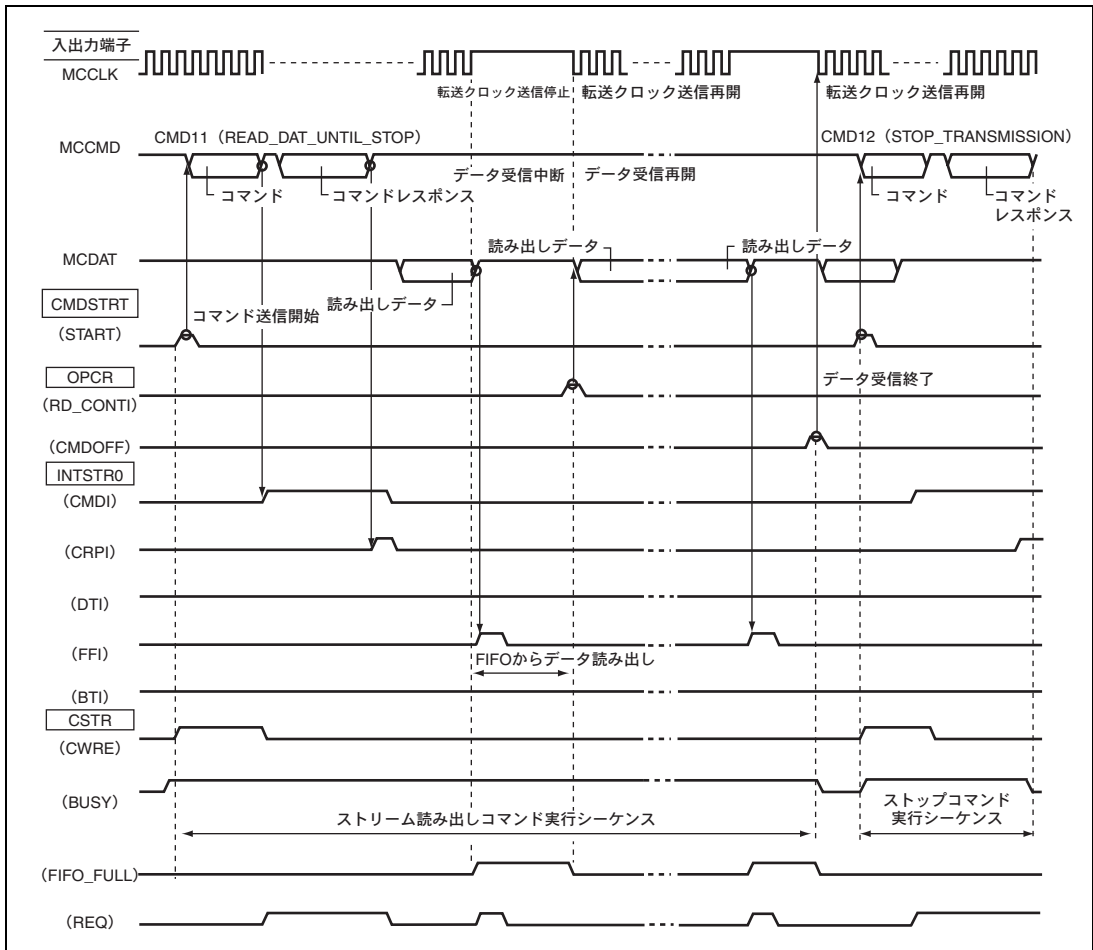 入出力端子
MCCLK
転送クロック送信停止
転送クロック送信再開
転送クロック送信再開
MCCMD
CMD11（READ_DAT_UNTIL_STOP）
CMD12（STOP_TRANSMISSION）
コマンド
コマンドレスポンス
データ受信中断
データ受信再開
コマンド
コマンド
レスポンス
MCDAT
読み出しデータ
読み出しデータ
読み出しデータ
CMDSTRT
(START)
コマンド送信開始
OPCR
(RD_CONTI)
データ受信終了
(CMDOFF)
INTSTR0
(CMDI)
(CRPI)
(DTI)
(FFI)
FIFOからデータ読み出し
(BTI)
CSTR
(CWRE)
(BUSY)
ストリーム読み出しコマンド実行シーケンス
ストップコマンド
実行シーケンス
(FIFO_FULL)
(REQ)